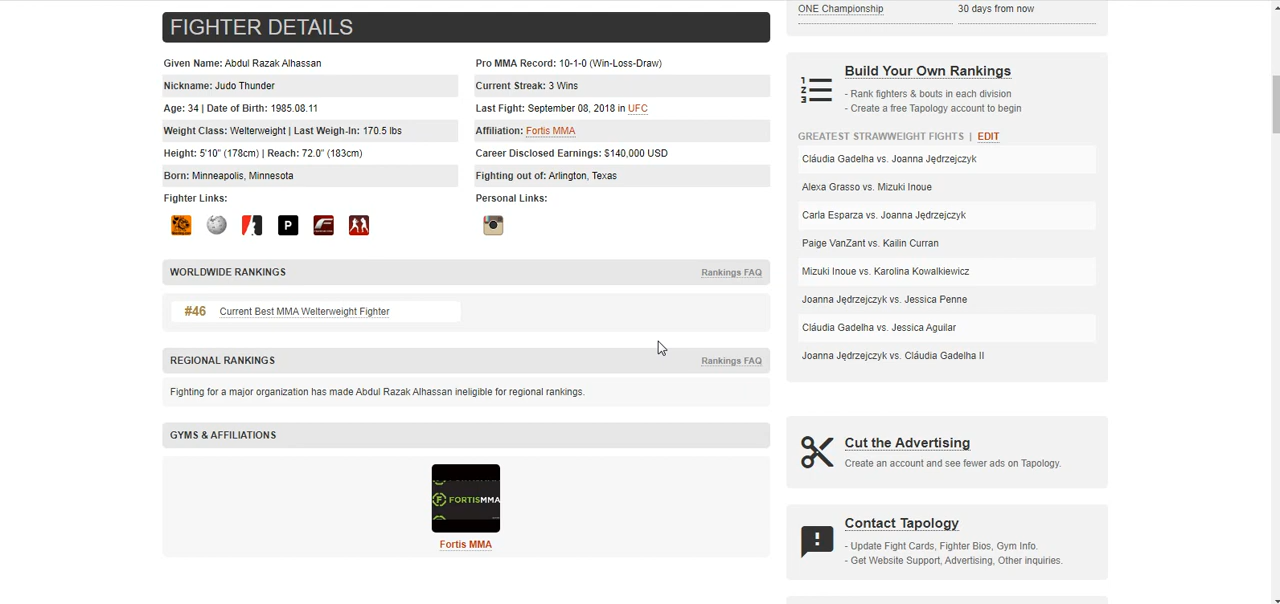 FIGHTER DETAILS
Given Name: Abdul Razak Alhassan
Nickname: Judo Thunder
Age: 34 | Date of Birth: 1985.08.11
Weight Class: Welterweight | Last Weigh-In: 170.5 lbs
Height: 5'10" (178cm) | Reach: 72.0" (183cm)
Born: Minneapolis, Minnesota
Fighter Links:
P
Pro MMA Record: 10-1-0 (Win-Loss-Draw)
Current Streak: 3 Wins
Last Fight: September 08, 2018 in UFC
Affiliation: Fortis MMA
Career Disclosed Earnings: $140,000 USD
Fighting out of: Arlington, Texas
Personal Links:
WORLDWIDE RANKINGS
Rankings FAQ
#46 Current Best MMA Welterweight Fighter
REGIONAL RANKINGS
Rankings FAQ
Fighting for a major organization has made Abdul Razak Alhassan ineligible for regional rankings.
GYMS & AFFILIATIONS
FORTISMMA
Fortis MMA
ONE Championship
30 days from now
1
2
3
Build Your Own Rankings
- Rank fighters & bouts in each division
- Create a free Tapology account to begin
GREATEST STRAWWEIGHT FIGHTS | EDIT
Cláudia Gadelha vs. Joanna Jędrzejczyk
Alexa Grasso vs. Mizuki Inoue
Carla Esparza vs. Joanna Jędrzejczyk
Paige VanZant vs. Kailin Curran
Mizuki Inoue vs. Karolina Kowalkiewicz
Joanna Jędrzejczyk vs. Jessica Penne
Cláudia Gadelha vs. Jessica Aguilar
Joanna Jędrzejczyk vs. Cláudia Gadelha II
Cut the Advertising
Create an account and see fewer ads on Tapology.
Contact Tapology
- Update Fight Cards, Fighter Bios, Gym Info.
- Get Website Support, Advertising, Other inquiries.